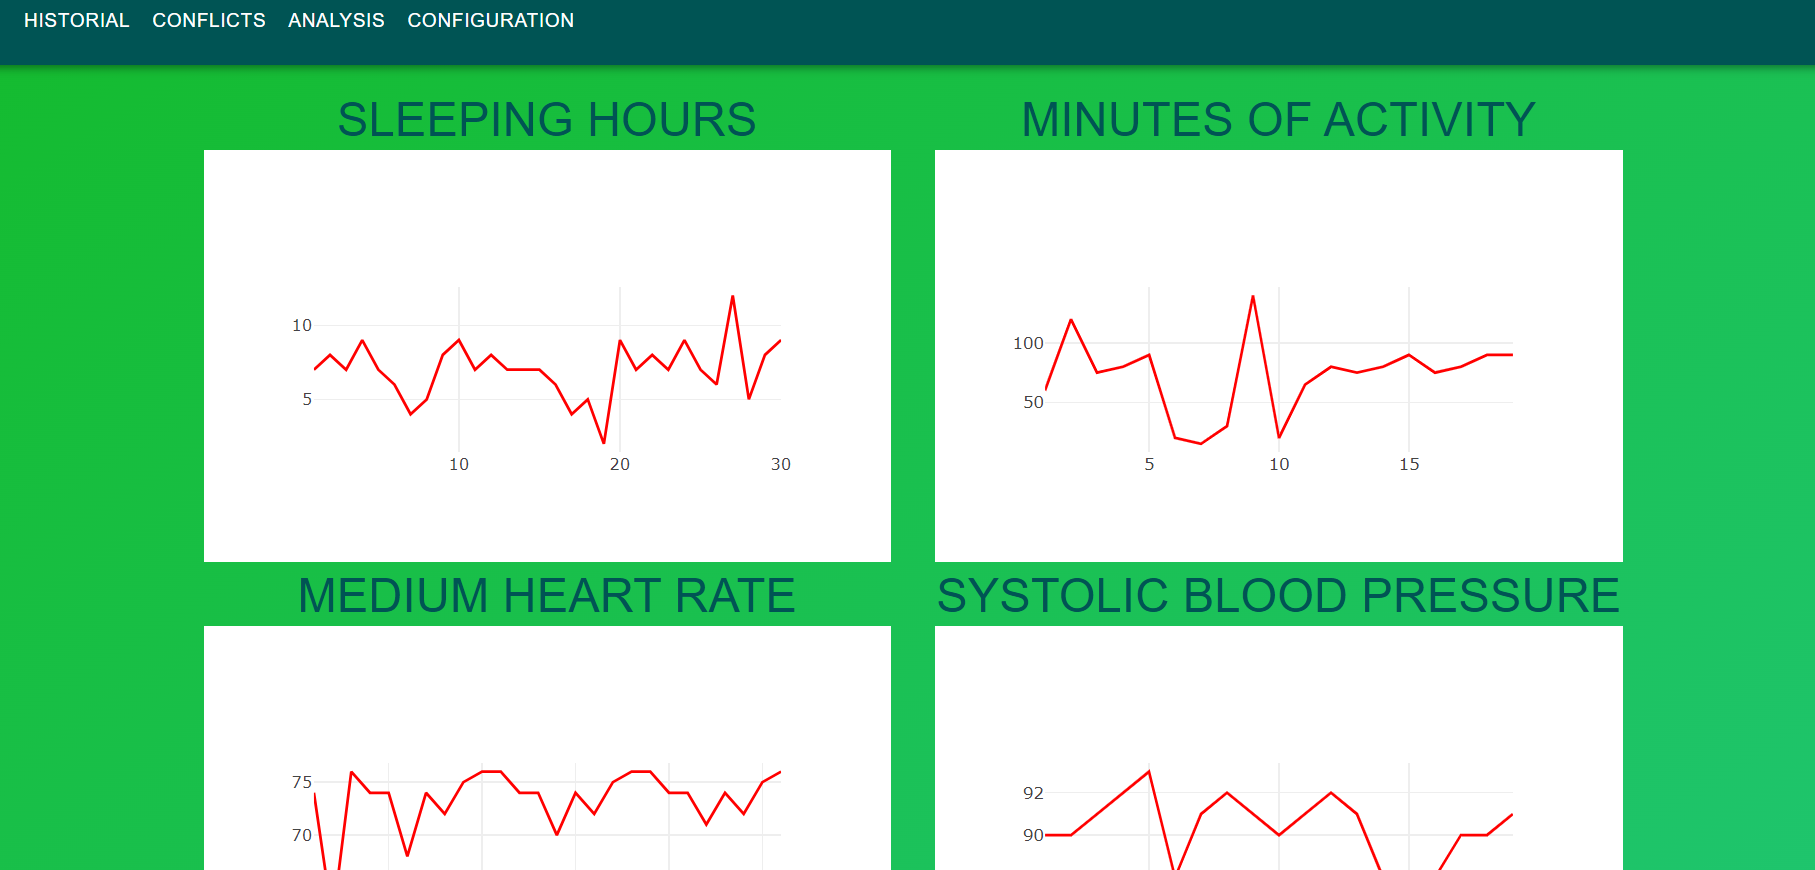 HISTORIAL CONFLICTS ANALYSIS CONFIGURATION
SLEEPING HOURS
MINUTES OF ACTIVITY
10
5
10 20 30
100
50
5 10 15
MEDIUM HEART RATE
SYSTOLIC BLOOD PRESSURE
75
70
92
90